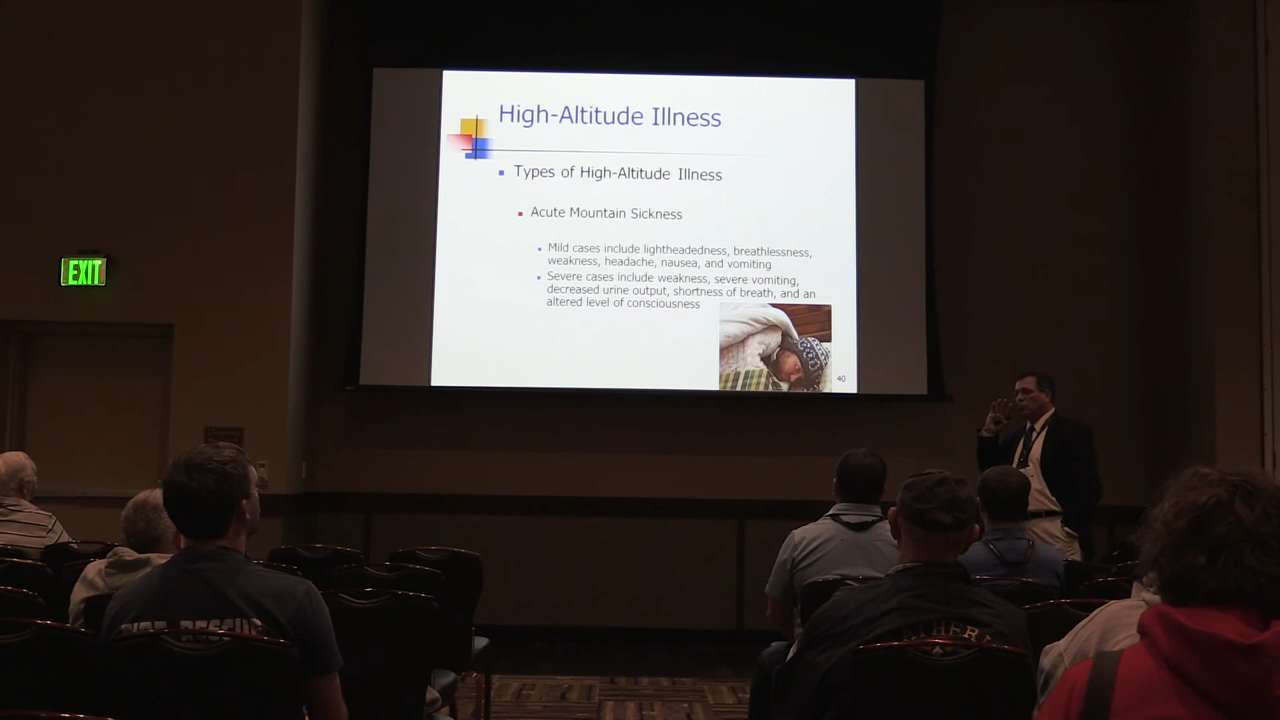 High-Altitude Illness
Types of High-Altitude Illness
Acute Mountain Sickness
Mild cases include lightheadedness, breathlessness,
weakness, headache, nausea, and vomiting
Severe cases include weakness, severe vomiting,
decreased urine output, shortness of breath, and an
altered level of consciousness
40
EXIT
RESCUE